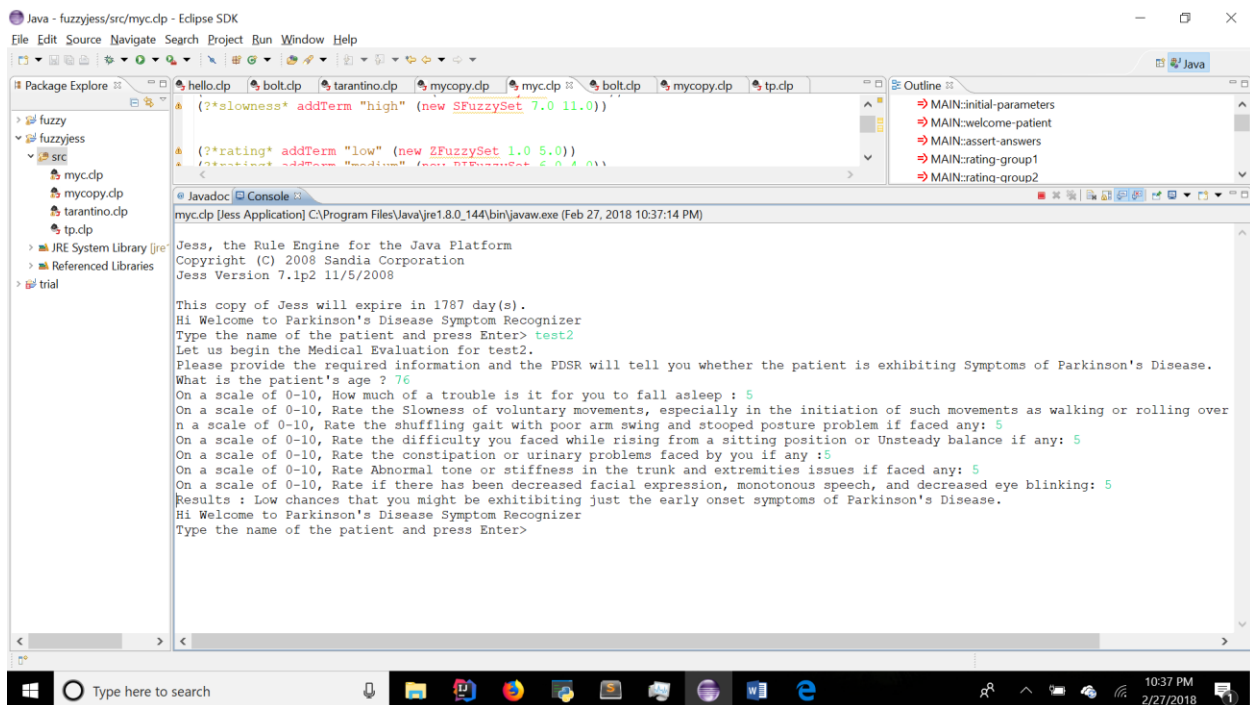 Java - fuzzyjess/src/myc.clp - Eclipse SDK
File Edit Source Navigate Search Project Run Window Help
Java
Package Explore
hello.clp bolt.clp tarantino.clp mycopy.clp myc.clp bolt.clp mycopy.clp tp.clp
Outline
fuzzy
fuzzyjess
src
myc.clp
mycopy.clp
tarantino.clp
tp.clp
JRE System Library [jre
Referenced Libraries
trial
(?*slowness* addTerm "high" (new SFuzzySet 7.0 11.0))
(?*rating* addTerm "low" (new ZFuzzySet 1.0 5.0))
(?*rating* addTerm "medium" (new PIFuzzySet 6.0 4.0))
MAIN::initial-parameters
MAIN::welcome-patient
MAIN::assert-answers
MAIN::rating-group1
MAIN::rating-group2
Javadoc Console
myc.clp [Jess Application] C:\Program Files\Java\jre1.8.0_144\bin\javaw.exe (Feb 27, 2018 10:37:14 PM)
Jess, the Rule Engine for the Java Platform
Copyright (C) 2008 Sandia Corporation
Jess Version 7.1p2 11/5/2008
This copy of Jess will expire in 1787 day(s).
Hi Welcome to Parkinson's Disease Symptom Recognizer
Type the name of the patient and press Enter> test2
Let us begin the Medical Evaluation for test2.
Please provide the required information and the PDSR will tell you whether the patient is exhibiting Symptoms of Parkinson's Disease.
What is the patient's age ? 76
On a scale of 0-10, How much of a trouble is it for you to fall asleep : 5
On a scale of 0-10, Rate the Slowness of voluntary movements, especially in the initiation of such movements as walking or rolling over
n a scale of 0-10, Rate the shuffling gait with poor arm swing and stooped posture problem if faced any: 5
On a scale of 0-10, Rate the difficulty you faced while rising from a sitting position or Unsteady balance if any: 5
On a scale of 0-10, Rate the constipation or urinary problems faced by you if any :5
On a scale of 0-10, Rate Abnormal tone or stiffness in the trunk and extremities issues if faced any: 5
On a scale of 0-10, Rate if there has been decreased facial expression, monotonous speech, and decreased eye blinking: 5
Results : Low chances that you might be exhitibiting just the early onset symptoms of Parkinson's Disease.
Hi Welcome to Parkinson's Disease Symptom Recognizer
Type the name of the patient and press Enter>
Type here to search
10:37 PM
2/27/2018